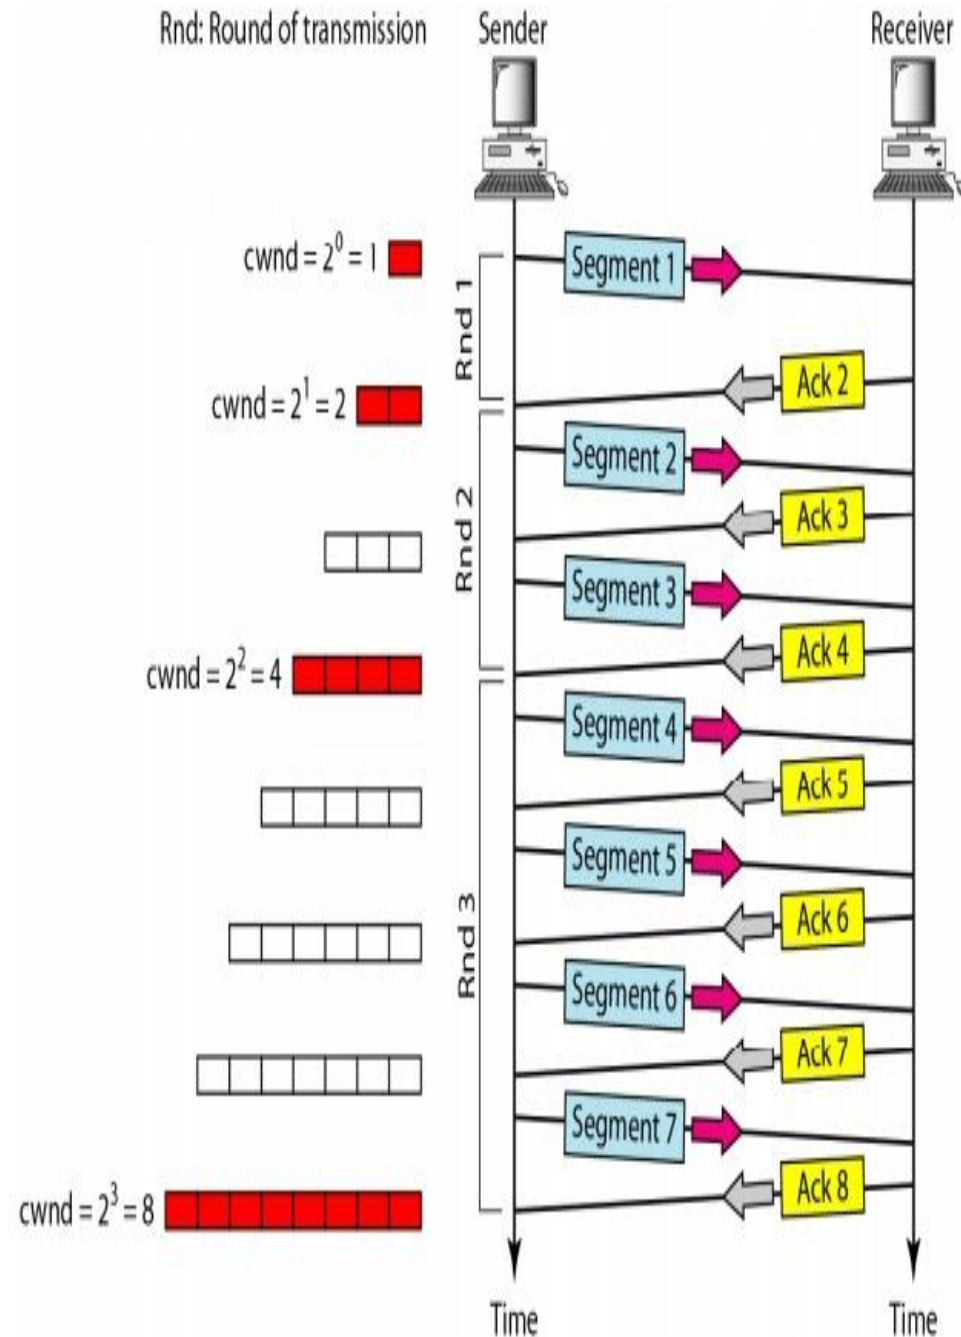 Rnd: Round of transmission
Sender
Receiver
cwnd = 2⁰ = 1
Rnd 1
Segment 1
Ack 2
cwnd = 2¹ = 2
Rnd 2
Segment 2
Ack 3
Segment 3
Ack 4
cwnd = 2² = 4
Rnd 3
Segment 4
Ack 5
Segment 5
Ack 6
Segment 6
Ack 7
Segment 7
Ack 8
cwnd = 2³ = 8
Time
Time